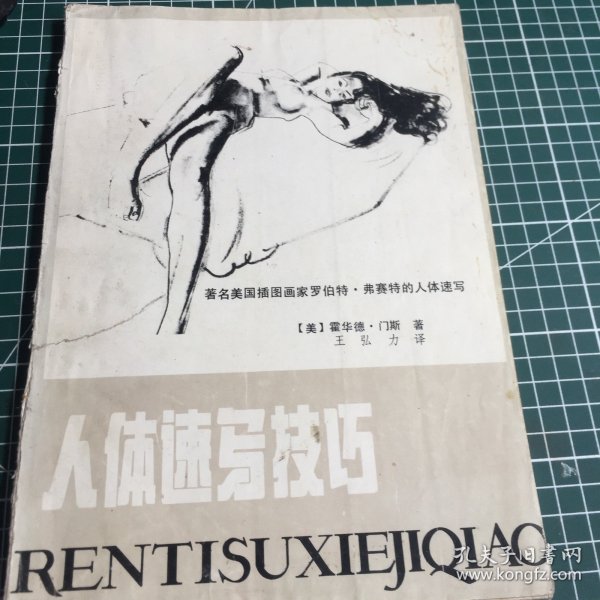 著名美国插图画家罗伯特·弗赛特的人体速写
【美】霍华德·门斯 著
王弘力 译
人体速写技巧
RENTISUXIEJIQIAO
孔夫子旧书网
www.kongfz.com